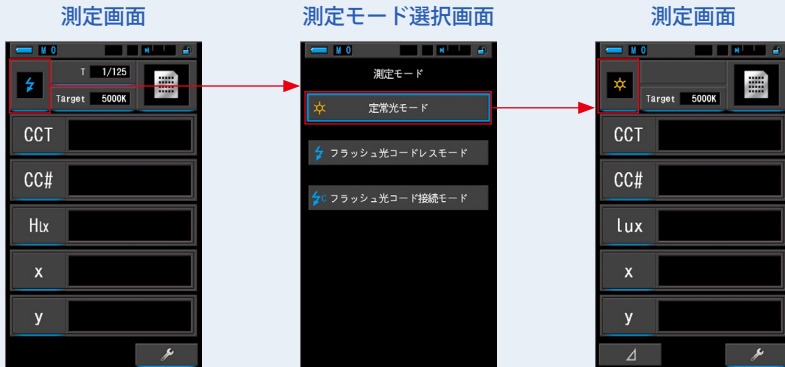 測定画面
測定モード選択画面
測定画面
M 0
T 1/125
Target 5000K
CCT
CC#
Hlx
x
y
M 0
測定モード
定常光モード
フラッシュ光コードレスモード
C フラッシュ光コード接続モード
M 0
Target 5000K
CCT
CC#
lux
x
y